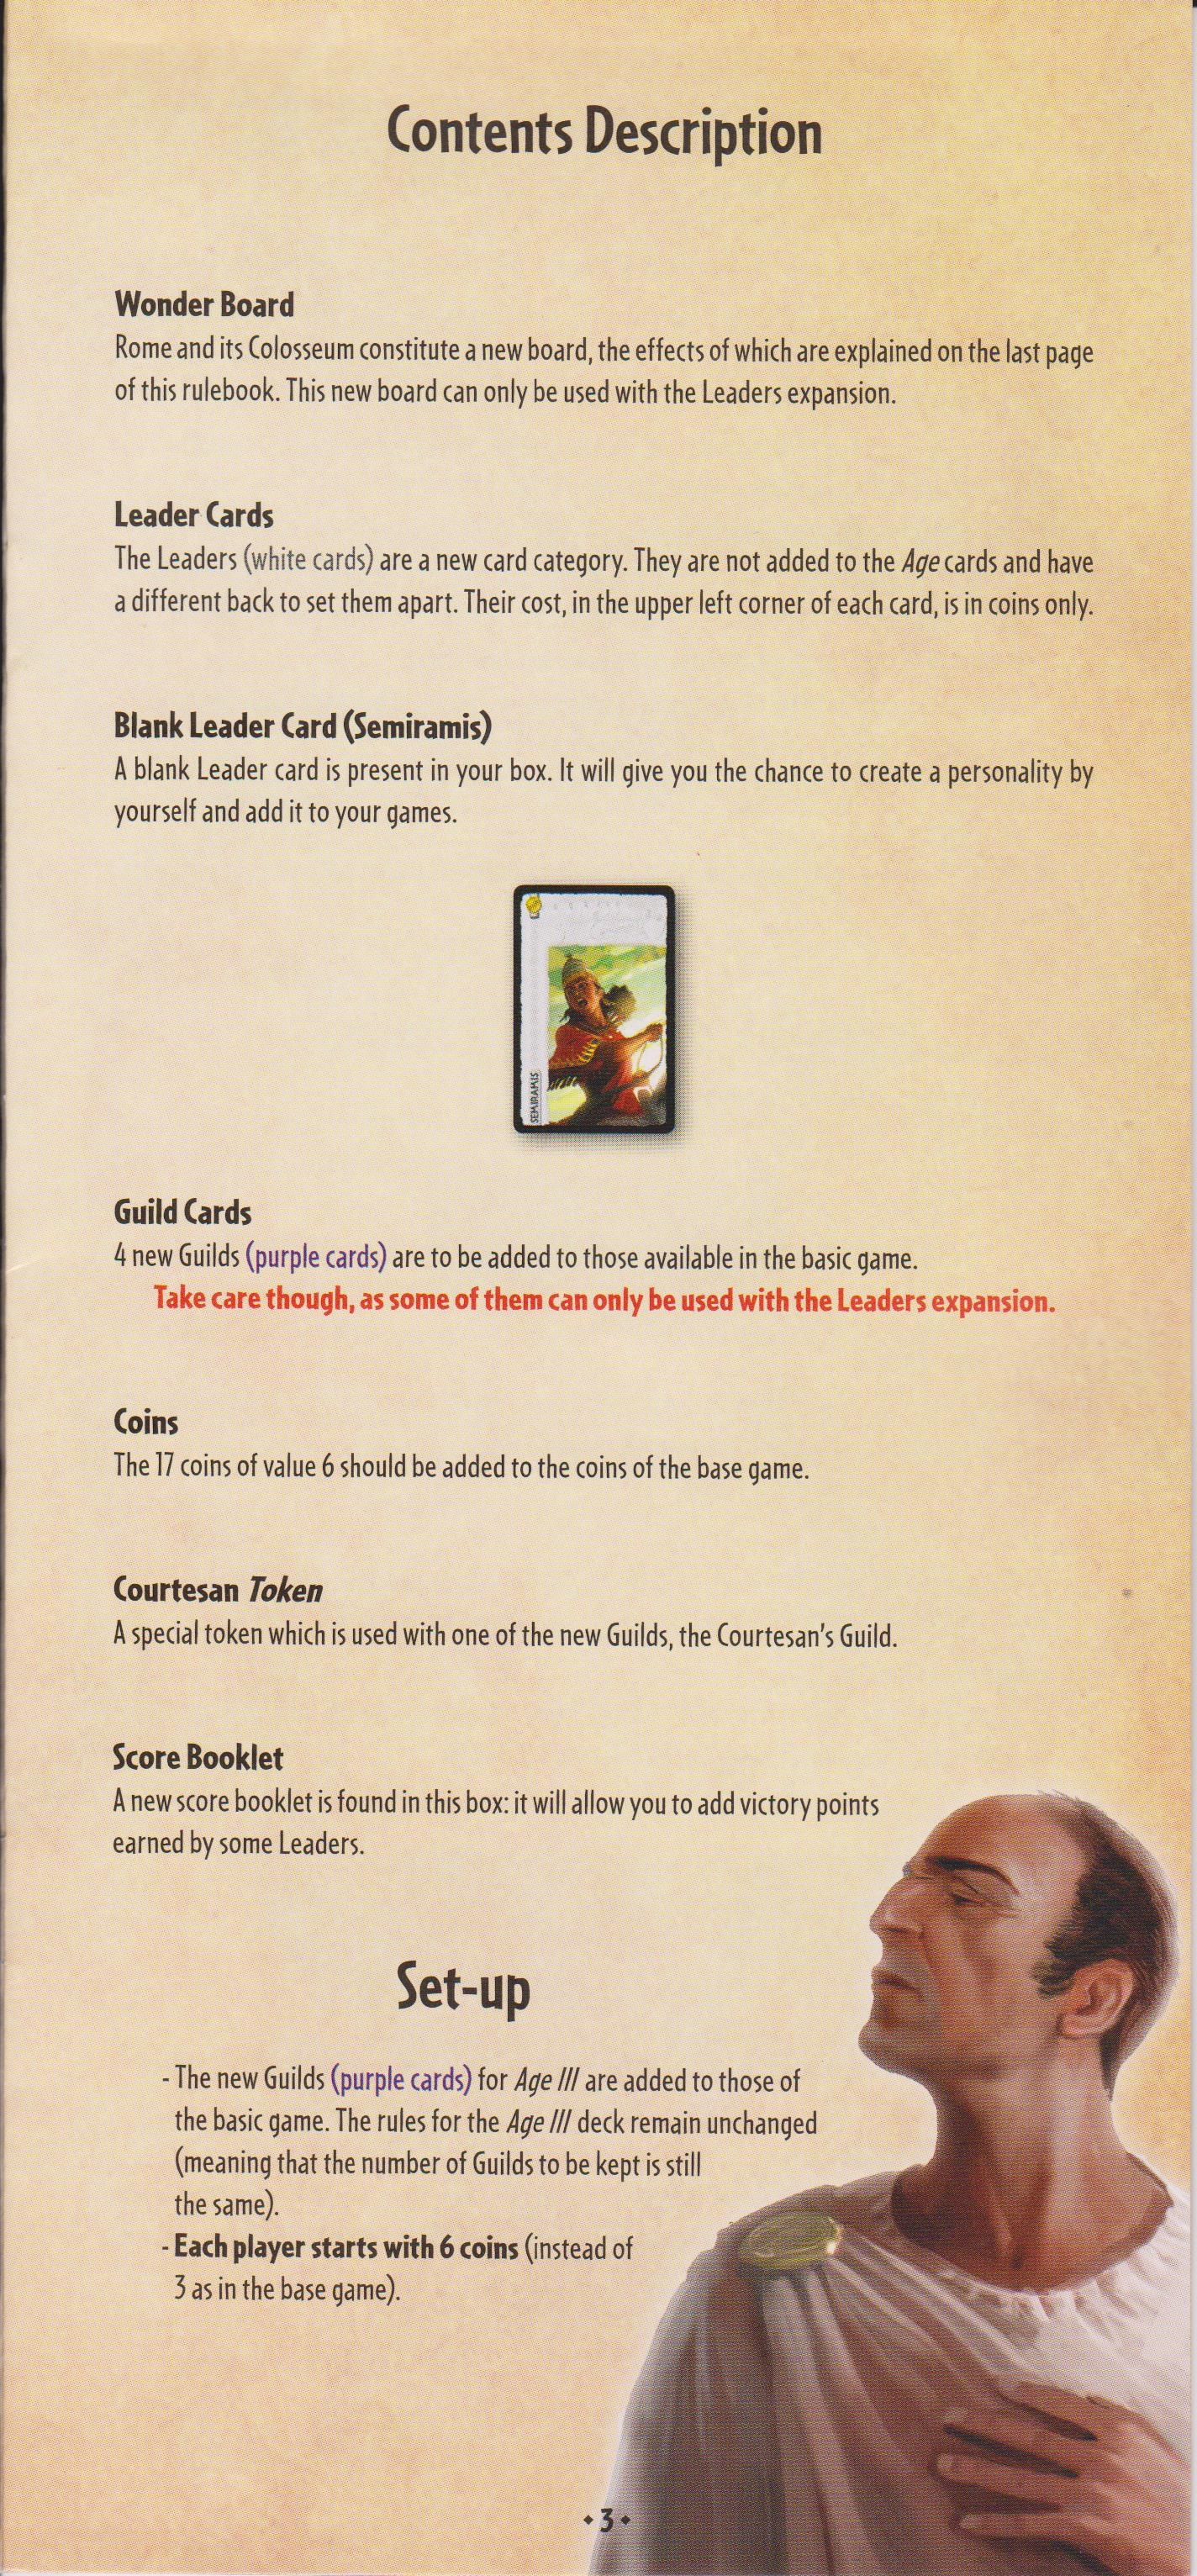 Contents Description
Wonder Board
Rome and its Colosseum constitute a new board, the effects of which are explained on the last page
of this rulebook. This new board can only be used with the Leaders expansion.
Leader Cards
The Leaders (white cards) are a new card category. They are not added to the Age cards and have
a different back to set them apart. Their cost, in the upper left corner of each card, is in coins only.
Blank Leader Card (Semiramis)
A blank Leader card is present in your box. It will give you the chance to create a personality by
yourself and add it to your games.
SEMIRAMIS
Guild Cards
4 new Guilds (purple cards) are to be added to those available in the basic game.
Take care though, as some of them can only be used with the Leaders expansion.
Coins
The 17 coins of value 6 should be added to the coins of the base game.
Courtesan Token
A special token which is used with one of the new Guilds, the Courtesan's Guild.
Score Booklet
A new score booklet is found in this box: it will allow you to add victory points
earned by some Leaders.
Set-up
- The new Guilds (purple cards) for Age III are added to those of
the basic game. The rules for the Age III deck remain unchanged
(meaning that the number of Guilds to be kept is still
the same).
- Each player starts with 6 coins (instead of
3 as in the base game).
• 3 •